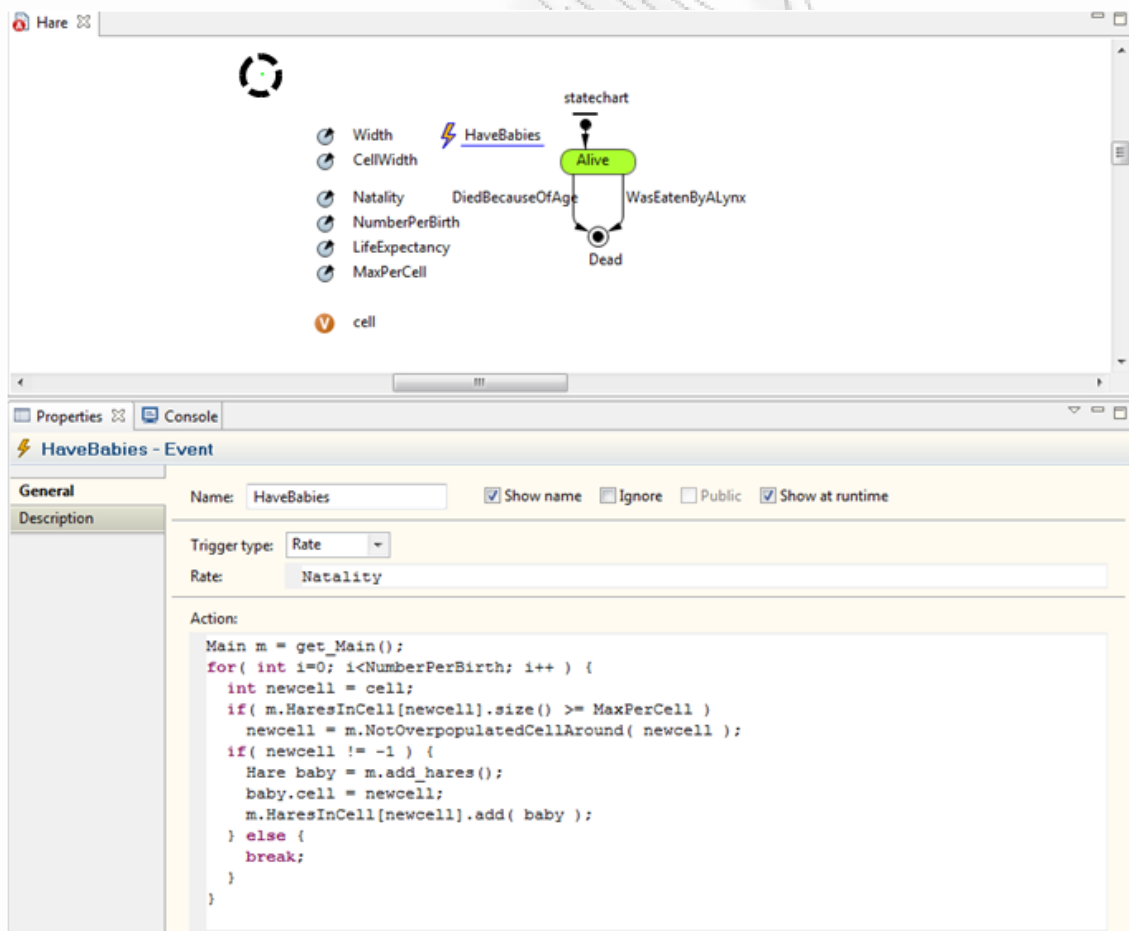 Hare
statechart
Width HaveBabies
CellWidth Alive
Natality DiedBecauseOfAge WasEatenByALynx
NumberPerBirth
LifeExpectancy
MaxPerCell
Dead
V cell
Properties Console
HaveBabies - Event
General
Description
Name: HaveBabies Show name Ignore Public Show at runtime
Trigger type: Rate
Rate: Natality
Action:
Main m = get_Main();
for( int i=0; i<NumberPerBirth; i++ ) {
  int newcell = cell;
  if( m.HaresInCell[newcell].size() >= MaxPerCell )
    newcell = m.NotOverpopulatedCellAround( newcell );
  if( newcell != -1 ) {
    Hare baby = m.add_hares();
    baby.cell = newcell;
    m.HaresInCell[newcell].add( baby );
  } else {
    break;
  }
}